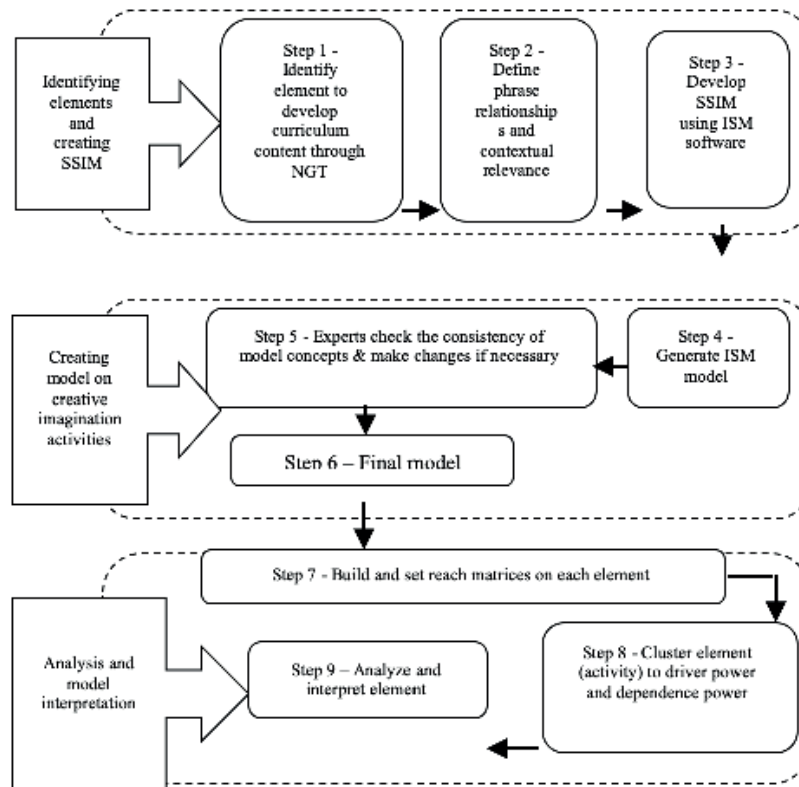 Identifying
elements
and
creating
SSIM
Step 1 -
Identify
element to
develop
curriculum
content through
NGT
Step 2 -
Define
phrase
relationship
s and
contextual
relevance
Step 3 -
Develop
SSIM
using ISM
software
Creating
model on
creative
imagination
activities
Step 5 - Experts check the consistency of
model concepts & make changes if necessary
Step 4 -
Generate ISM
model
Step 6 – Final model
Step 7 - Build and set reach matrices on each element
Analysis and
model
interpretation
Step 9 – Analyze and
interpret element
Step 8 - Cluster element
(activity) to driver power
and dependence power